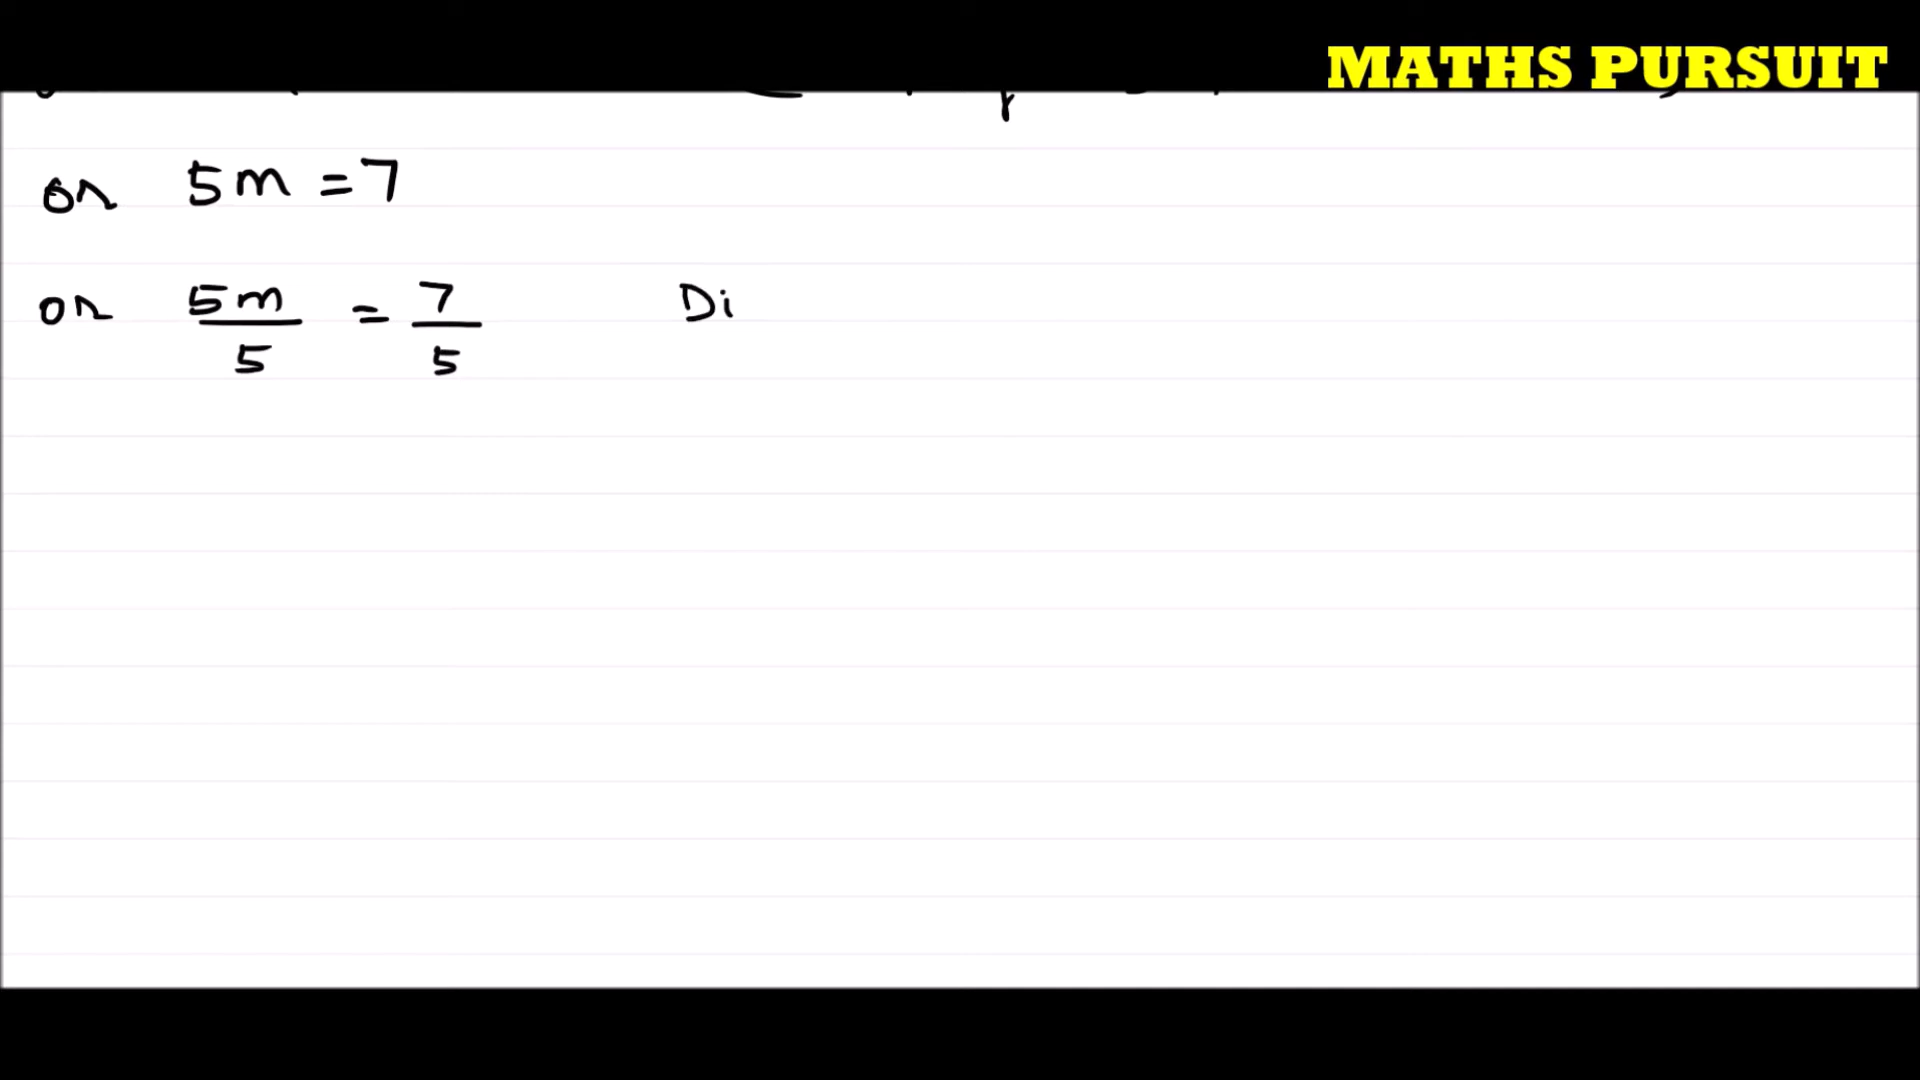 MATHS PURSUIT
or 5m = 7
or 5m/5 = 7/5 Di